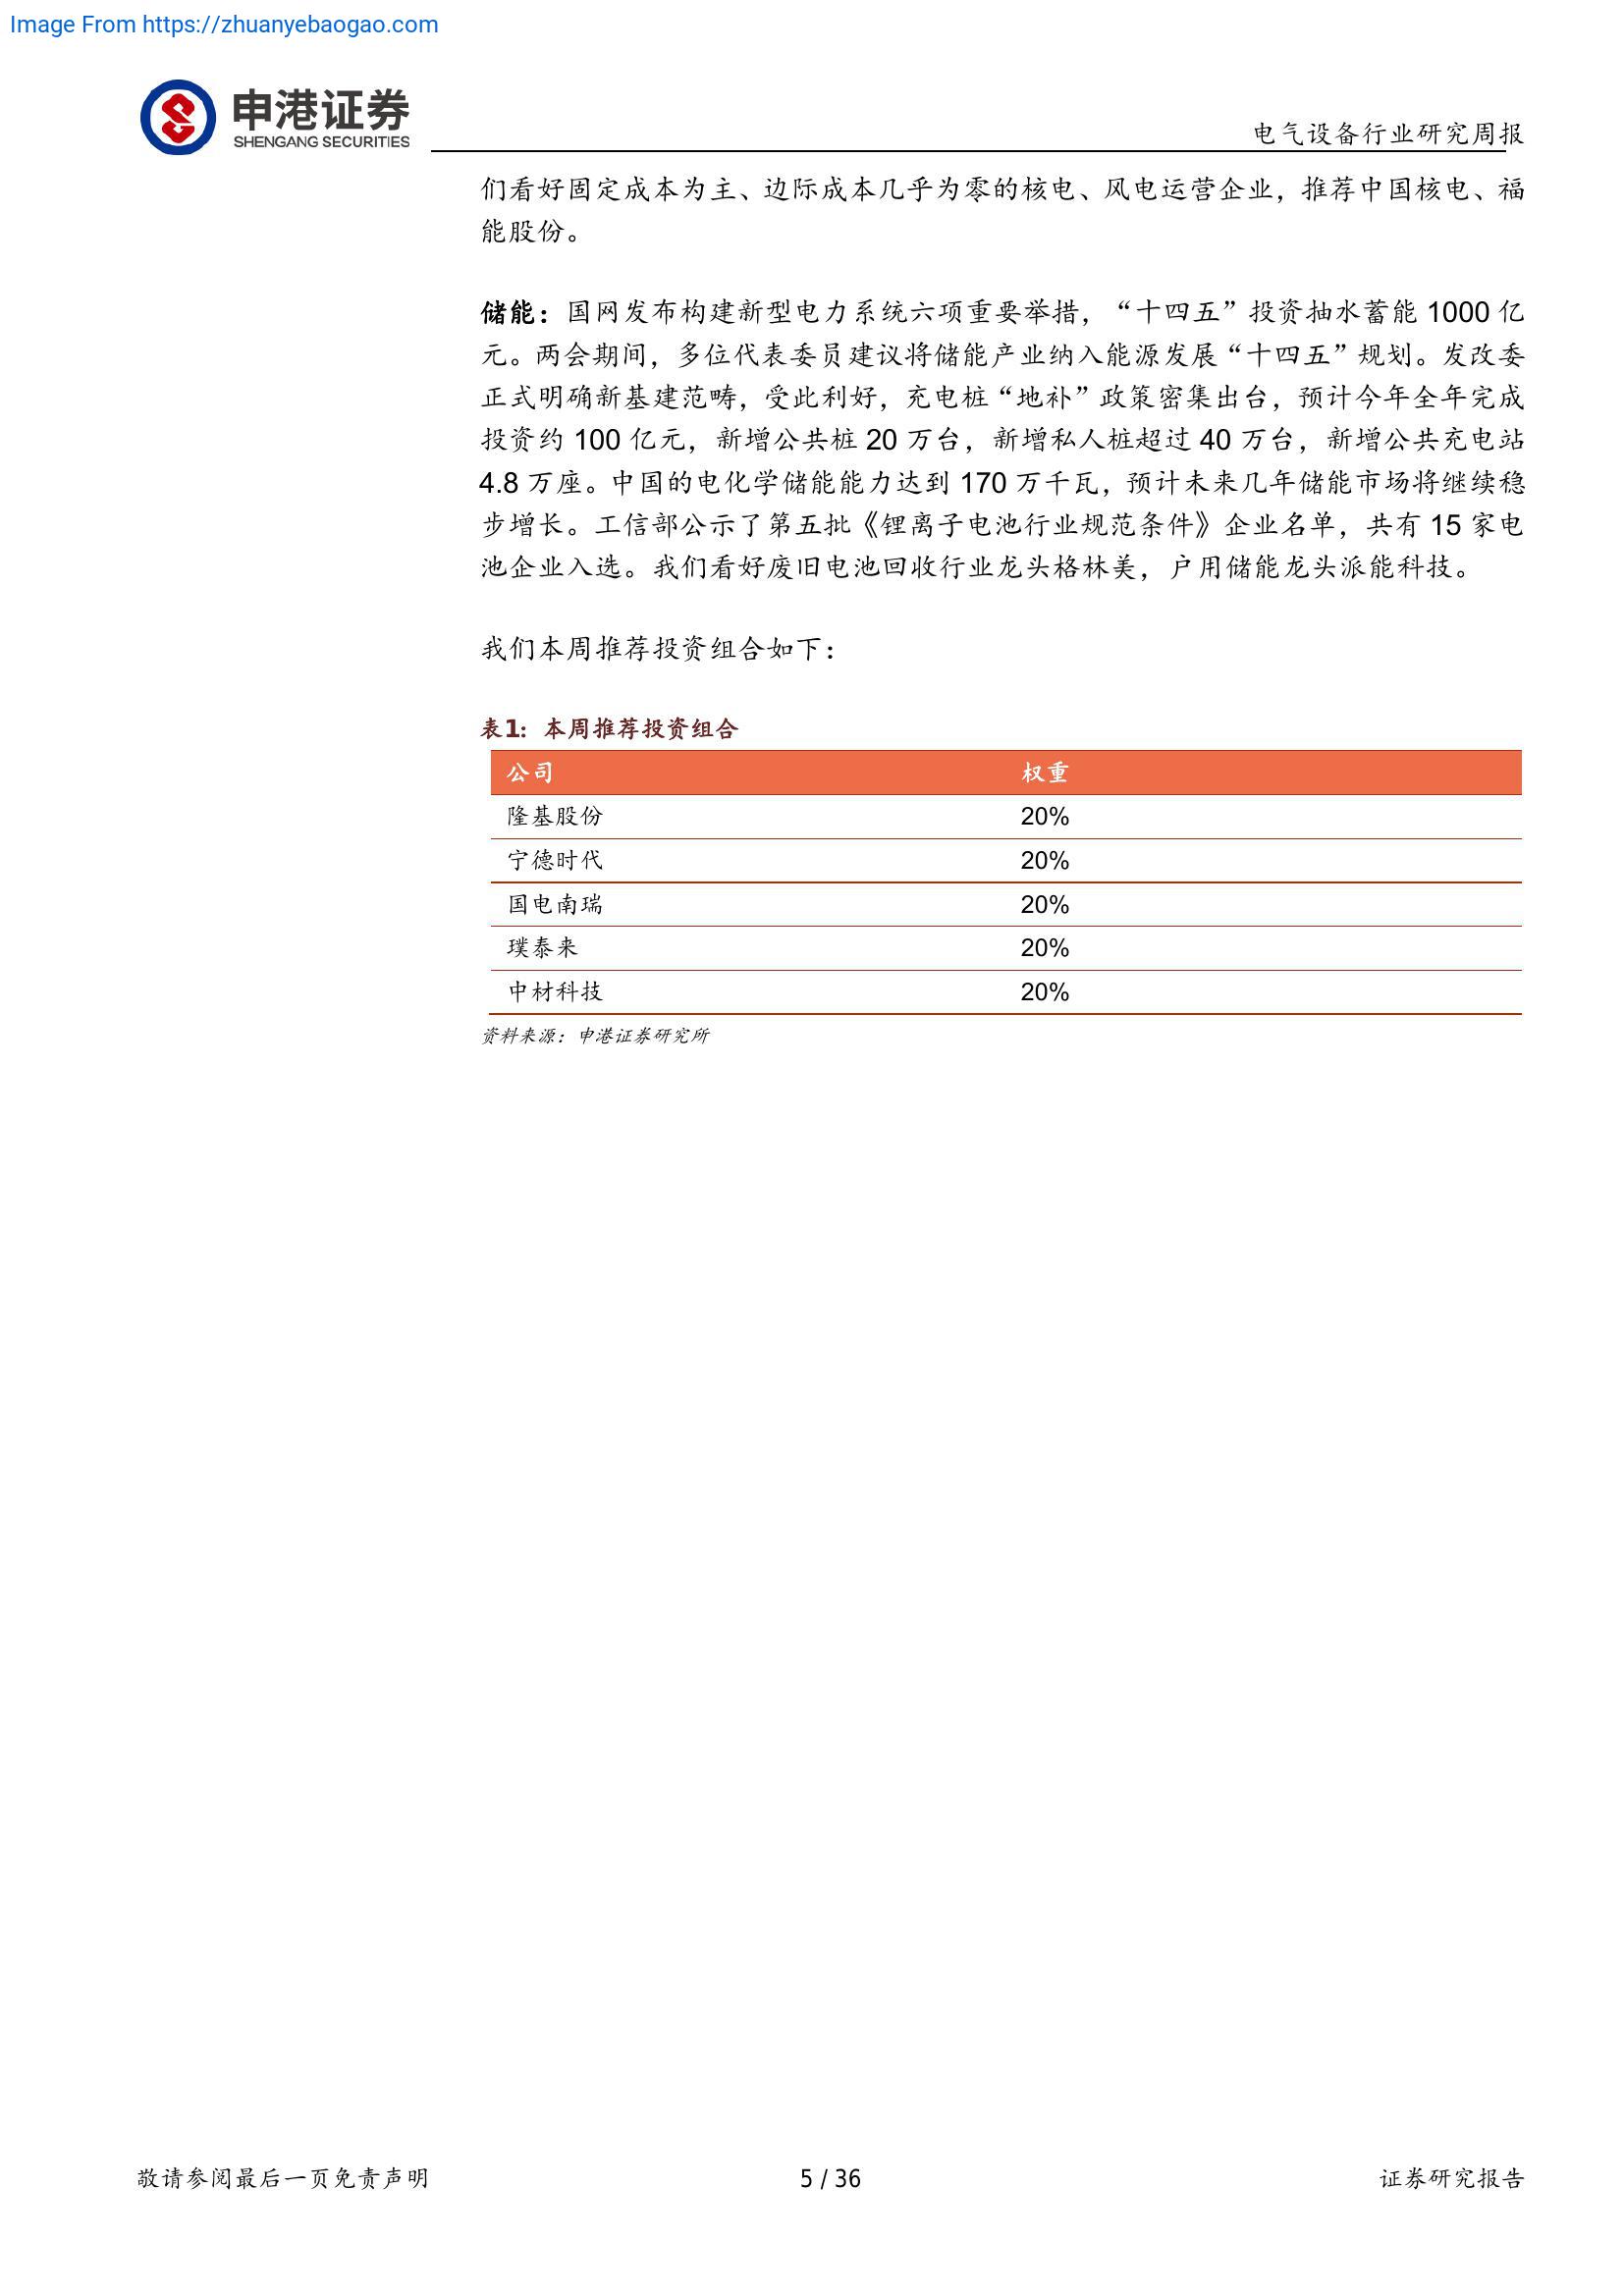 Image From https://zhuanyebaogao.com
申港证券
SHENGANG SECURITIES
电气设备行业研究周报
们看好固定成本为主、边际成本几乎为零的核电、风电运营企业，推荐中国核电、福
能股份。
储能：国网发布构建新型电力系统六项重要举措，“十四五”投资抽水蓄能 1000 亿
元。两会期间，多位代表委员建议将储能产业纳入能源发展“十四五”规划。发改委
正式明确新基建范畴，受此利好，充电桩“地补”政策密集出台，预计今年全年完成
投资约 100 亿元，新增公共桩 20 万台，新增私人桩超过 40 万台，新增公共充电站
4.8 万座。中国的电化学储能能力达到 170 万千瓦，预计未来几年储能市场将继续稳
步增长。工信部公示了第五批《锂离子电池行业规范条件》企业名单，共有 15 家电
池企业入选。我们看好废旧电池回收行业龙头格林美，户用储能龙头派能科技。
我们本周推荐投资组合如下：
表1：本周推荐投资组合
公司 权重
隆基股份 20%
宁德时代 20%
国电南瑞 20%
璞泰来 20%
中材科技 20%
资料来源：申港证券研究所
敬请参阅最后一页免责声明 5 / 36 证券研究报告